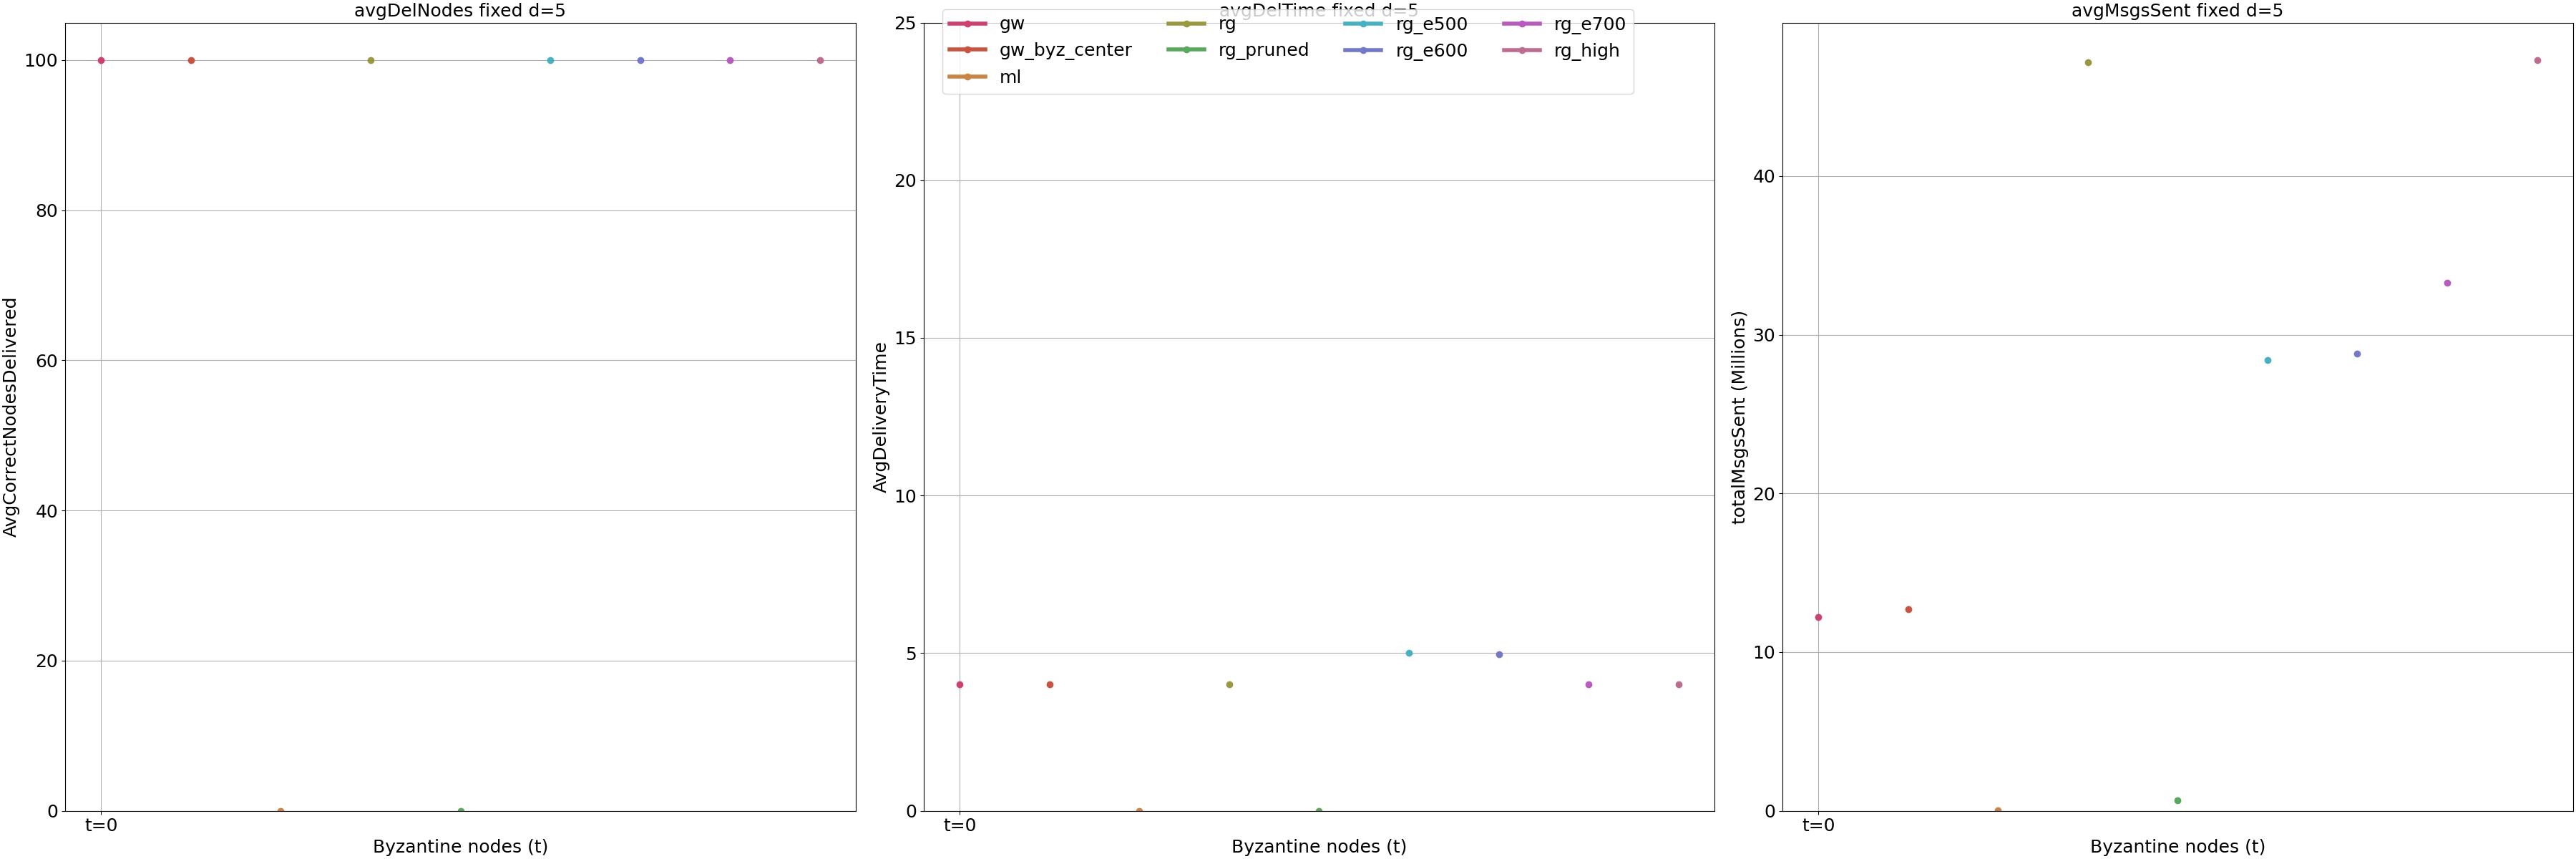 avgDelNodes fixed d=5
100
80
60
40
20
0
AvgCorrectNodesDelivered
t=0
Byzantine nodes (t)
avgDelTime fixed d=5
gw
gw_byz_center
ml
rg
rg_pruned
rg_e500
rg_e600
rg_e700
rg_high
25
20
15
10
5
0
AvgDeliveryTime
t=0
Byzantine nodes (t)
avgMsgsSent fixed d=5
40
30
20
10
0
totalMsgsSent (Millions)
t=0
Byzantine nodes (t)